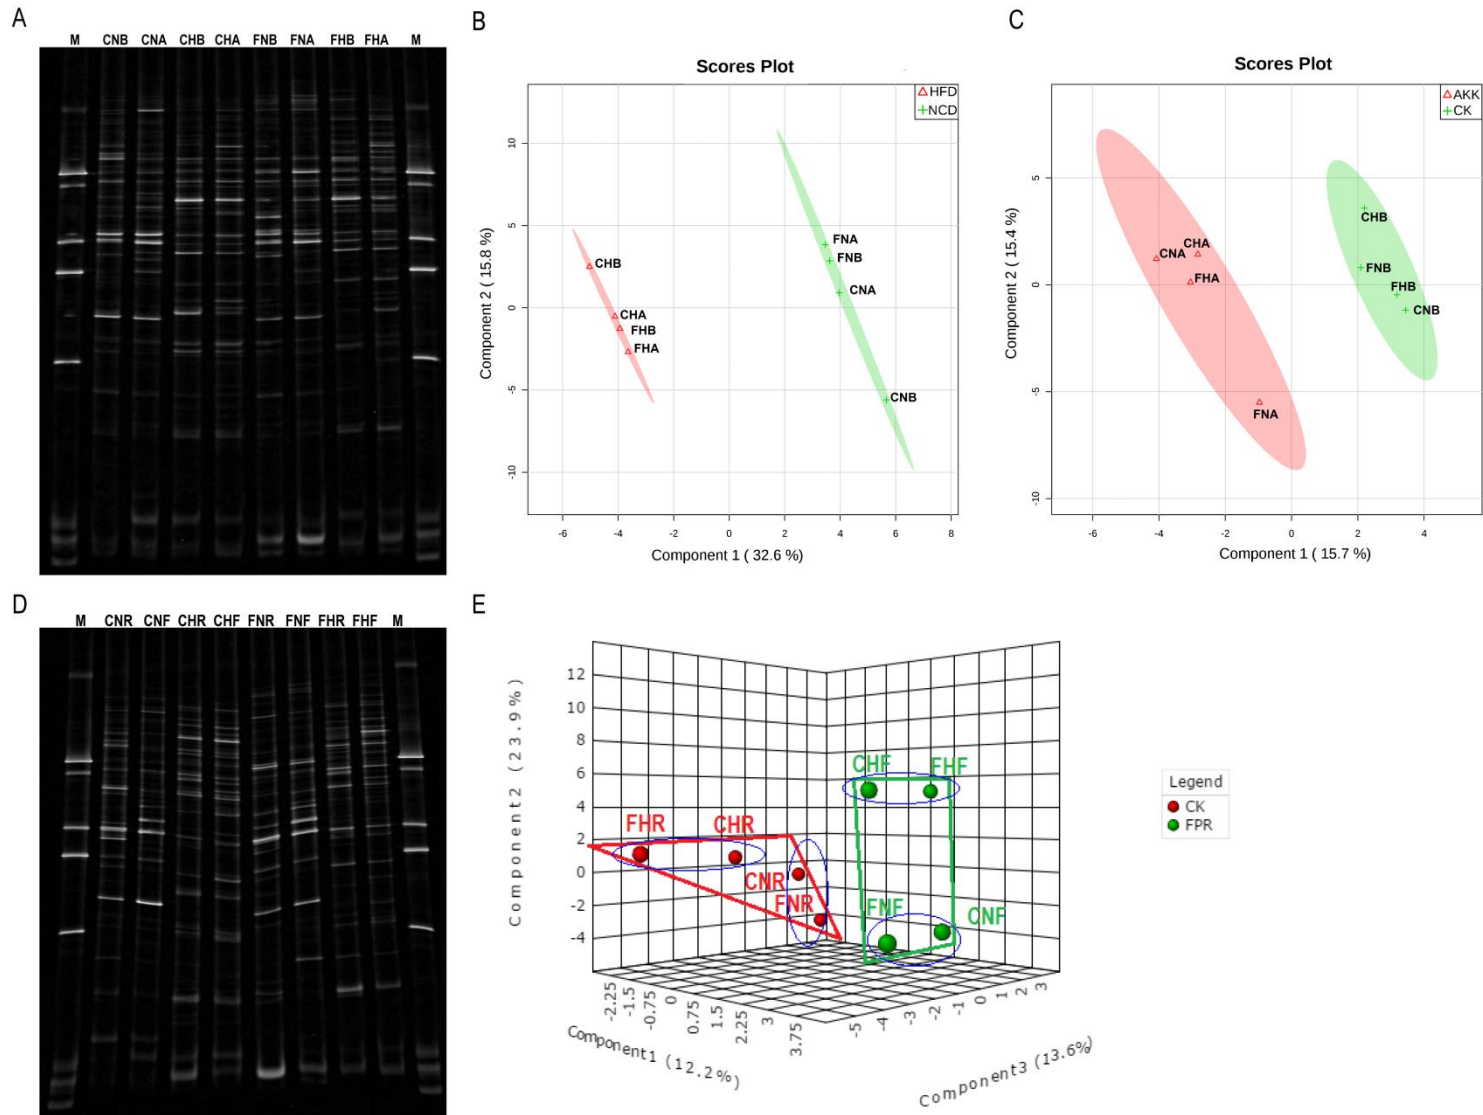 A
M CNB CNA CHB CHA FNB FNA FHB FHA M
B
Scores Plot
HFD
NCD
Component 2 ( 15.8 %)
10
5
0
-5
-10
FNA
FNB
CNA
CNB
CHB
CHA
FHB
FHA
-6 -4 -2 0 2 4 6 8
Component 1 ( 32.6 %)
C
Scores Plot
AKK
CK
Component 2 ( 15.4 %)
5
0
-5
-10
CHB
CHA
CNA
FNB
FHA
FHB
CNB
FNA
-6 -4 -2 0 2 4
Component 1 ( 15.7 %)
D
M CNR CNF CHR CHF FNR FNF FHR FHF M
E
Component2 (23.9%)
12
10
8
6
4
2
0
-2
-4
CHF FHF
FHR CHR
CNR
FNR FNF CNF
-2.25 -1.5 -0.75 0 0.75 1.5 2.25 3 3.75
Component1 (12.2%)
-5 -4 -3 -2 -1 0 1 2 3
Component3 (13.6%)
Legend
CK
FPR